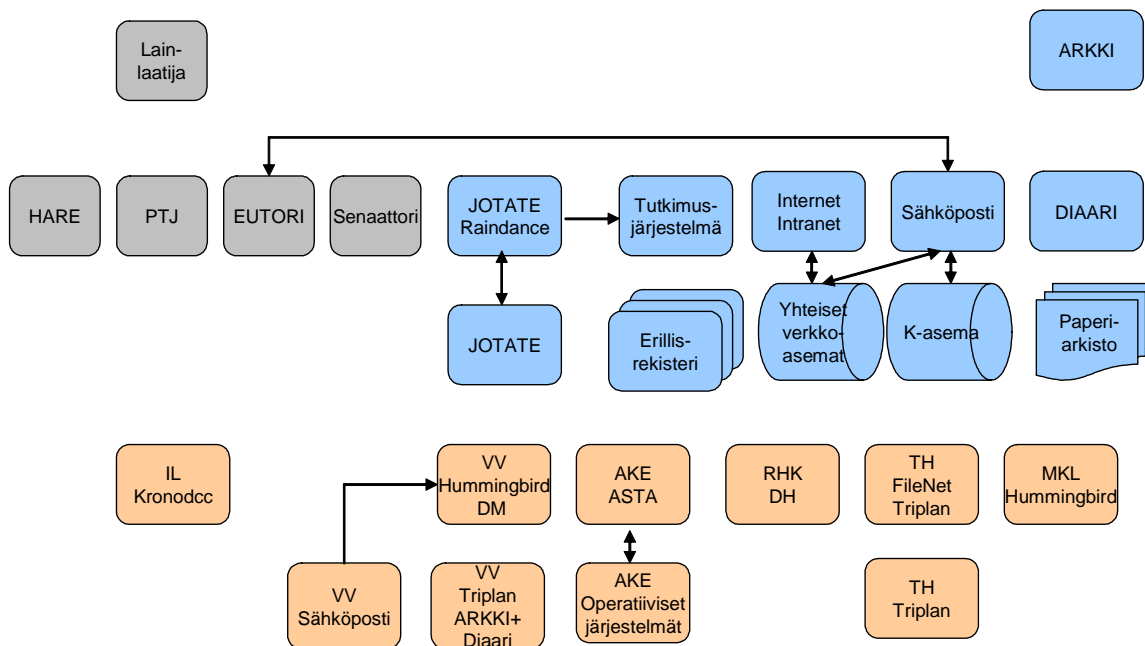 Lain-
laatija
ARKKI
HARE
PTJ
EUTORI
Senaattori
JOTATE
Raindance
Tutkimus-
järjestelmä
Internet
Intranet
Sähköposti
DIAARI
JOTATE
Erillis-
rekisteri
Yhteiset
verkko-
asemat
K-asema
Paperi-
arkisto
IL
Kronodcc
VV
Hummingbird
DM
AKE
ASTA
RHK
DH
TH
FileNet
Triplan
MKL
Hummingbird
VV
Sähköposti
VV
Triplan
ARKKI+
Diaari
AKE
Operatiiviset
järjestelmät
TH
Triplan